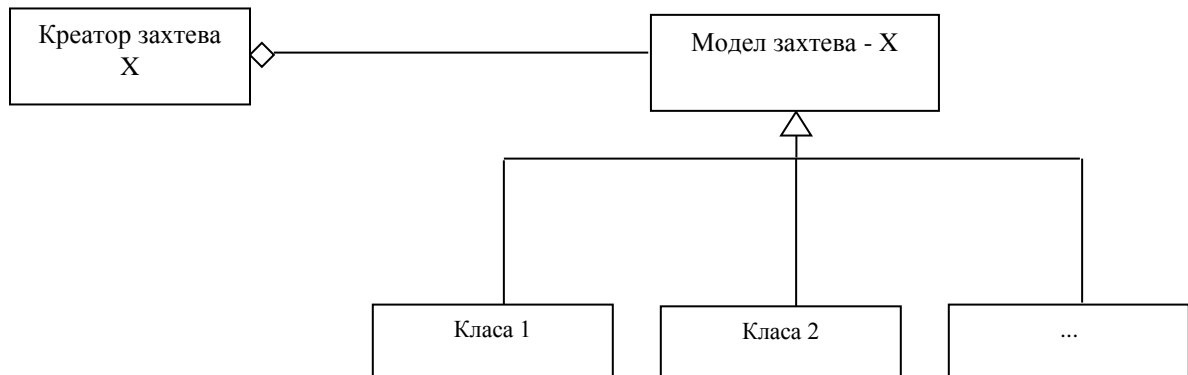 Креатор захтева
X
Модел захтева - X
Класа 1
Класа 2
...